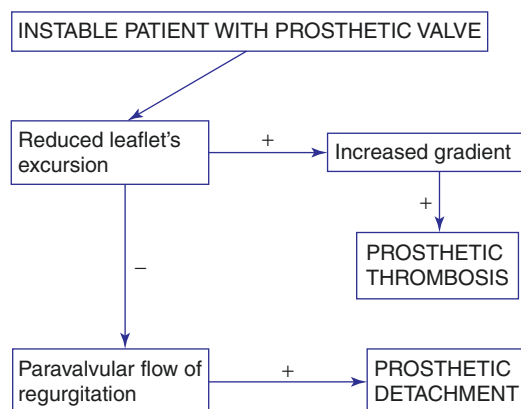 INSTABLE PATIENT WITH PROSTHETIC VALVE
Reduced leaflet's
excursion
+
Increased gradient
+
PROSTHETIC
THROMBOSIS
–
Paravalvular flow of
regurgitation
+
PROSTHETIC
DETACHMENT